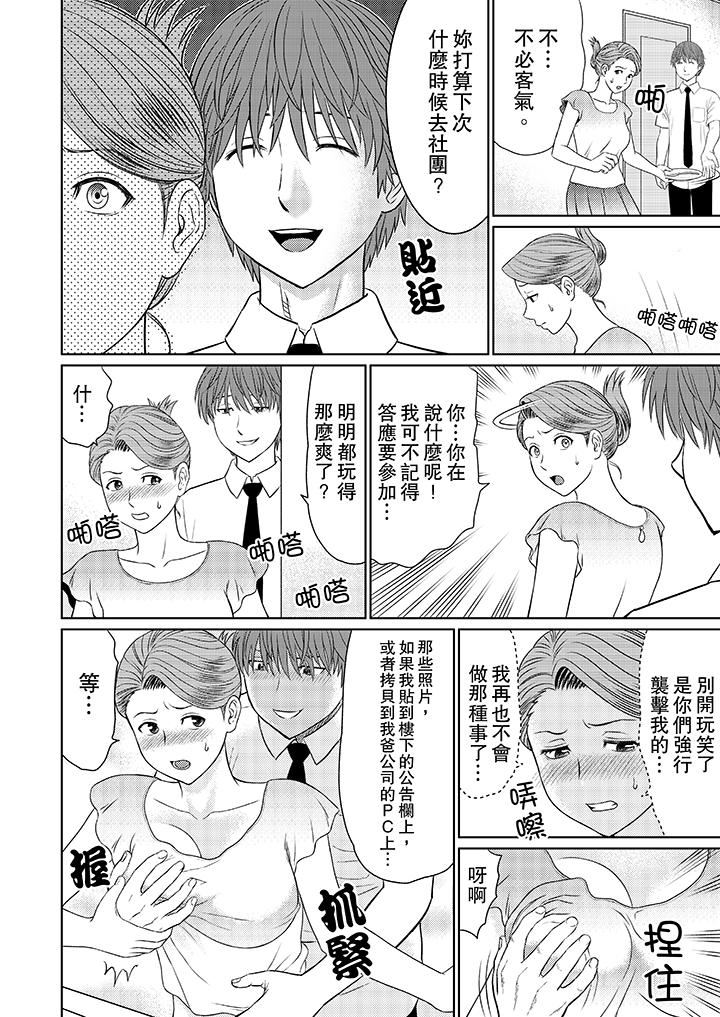 不…
不必客氣。
啪
啪嗒啪嗒
妳打算下次
什麼時候去社團？
貼近
你…你在
說什麼呢！
我可不記得
答應要參加…
明明都玩得
那麼爽了？
什…
啪嗒
啪嗒
啪嗒
別開玩笑了
是你們強行
襲擊我的…
我再也不會
做那種事了…
弄嚓
呀啊
捏住
那些照片，
如果我貼到樓下的公告欄上，
或者拷貝到我爸公司的ＰＣ上…
等…
握
抓緊